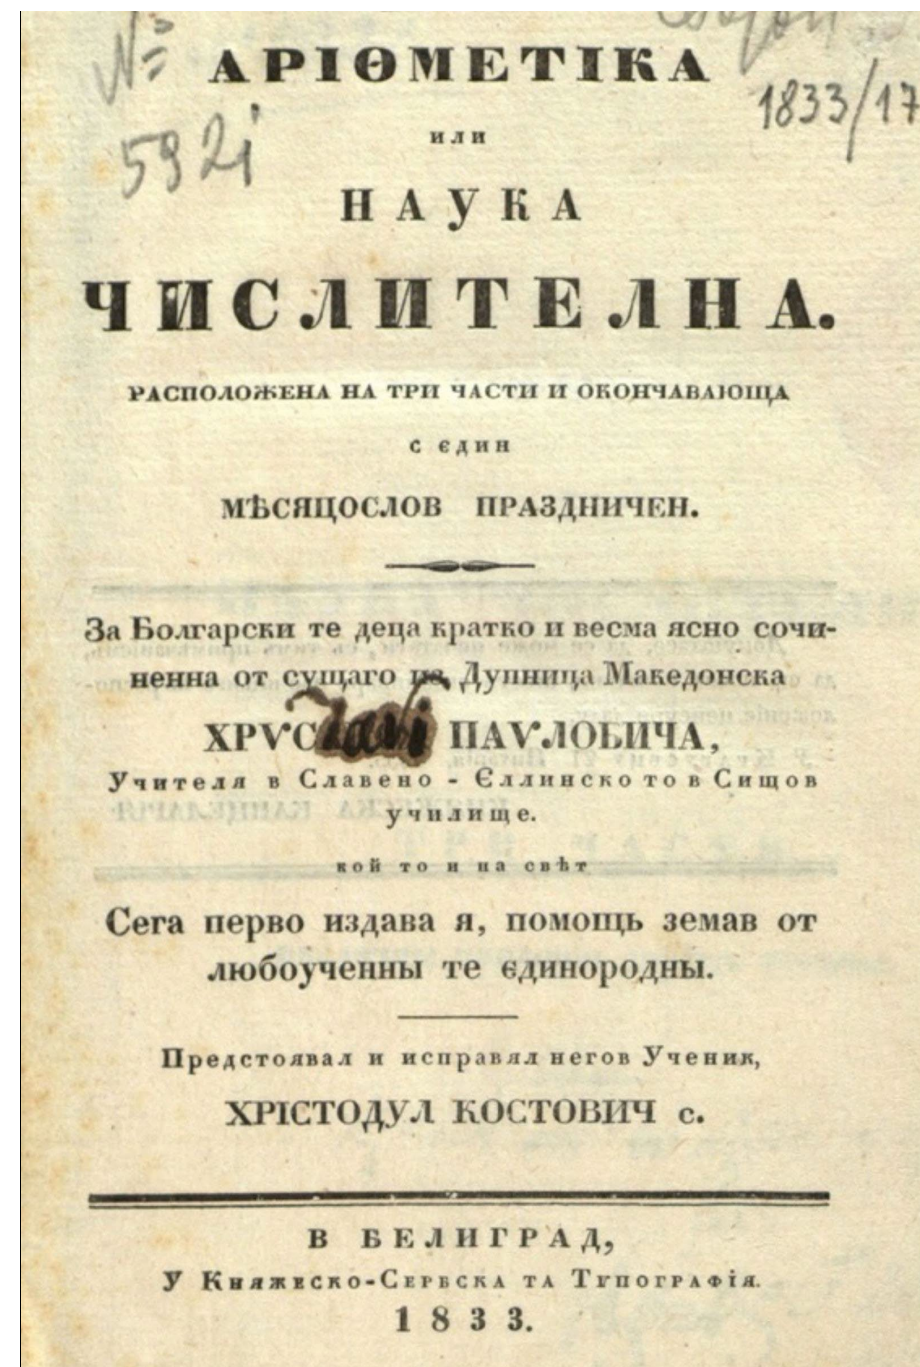 №
592i
1833/17
АРІѲМЕТІКА
или
НАУКА
ЧИСЛИТЕЛНА.
РАСПОЛОЖЕНА НА ТРИ ЧАСТИ И ОКОНЧАВАЮЩА
с єдин
МѢСЯЦОСЛОВ ПРАЗДНИЧЕН.
За Болгарски те деца кратко и весма ясно сочи-
ненна от сущаго из Дупница Македонска
ПАѴЛОВИЧА,
Учителя в Славено - Єллинско то в Сищов
училище.
кой то и на свѣт
Сега перво издава я, помощь земав от
любоученны те єдинородны.
Предстоявал и исправял негов Ученик,
ХРІСТОДУЛ КОСТОВИЧ с.
В БЕЛИГРАД,
У Княжеско-Сербска та Тѵпографія.
1833.